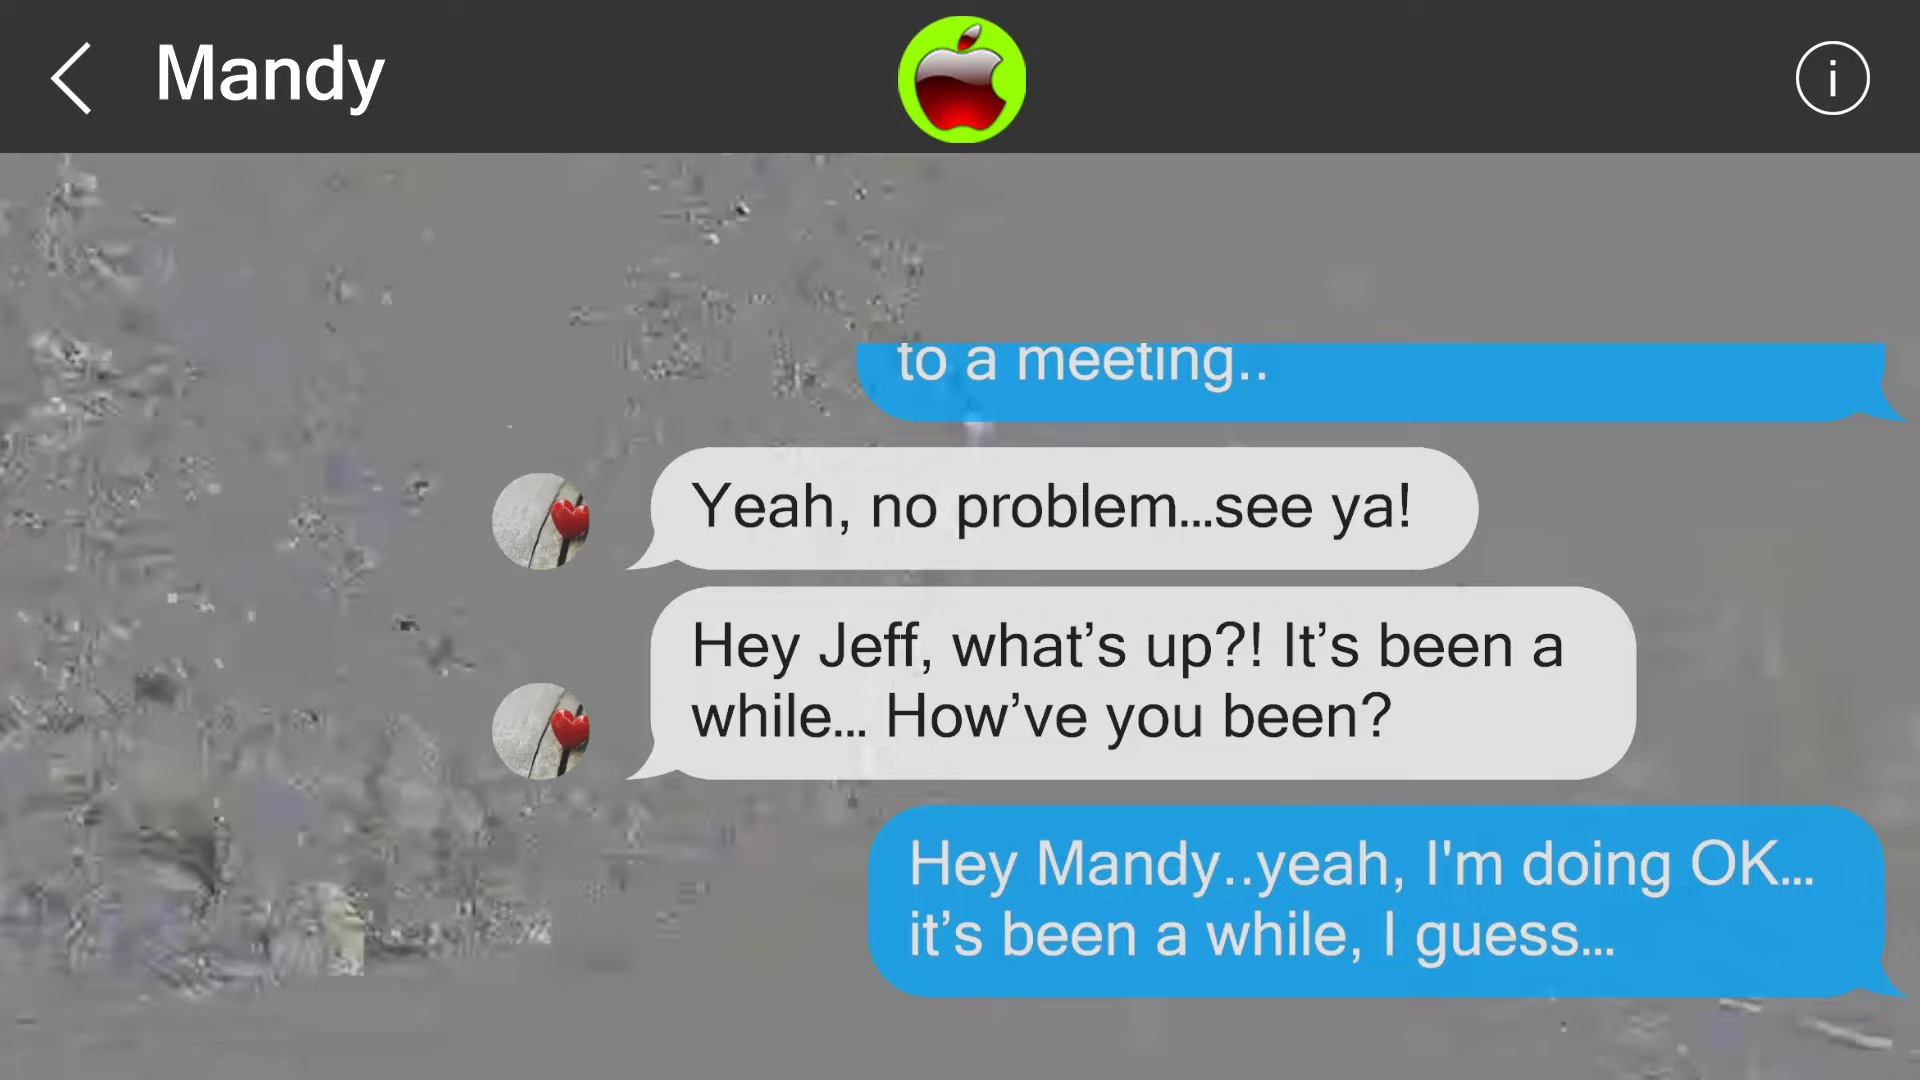 Mandy
to a meeting..
Yeah, no problem...see ya!
Hey Jeff, what’s up?! It’s been a
while... How’ve you been?
Hey Mandy..yeah, I'm doing OK...
it’s been a while, I guess...